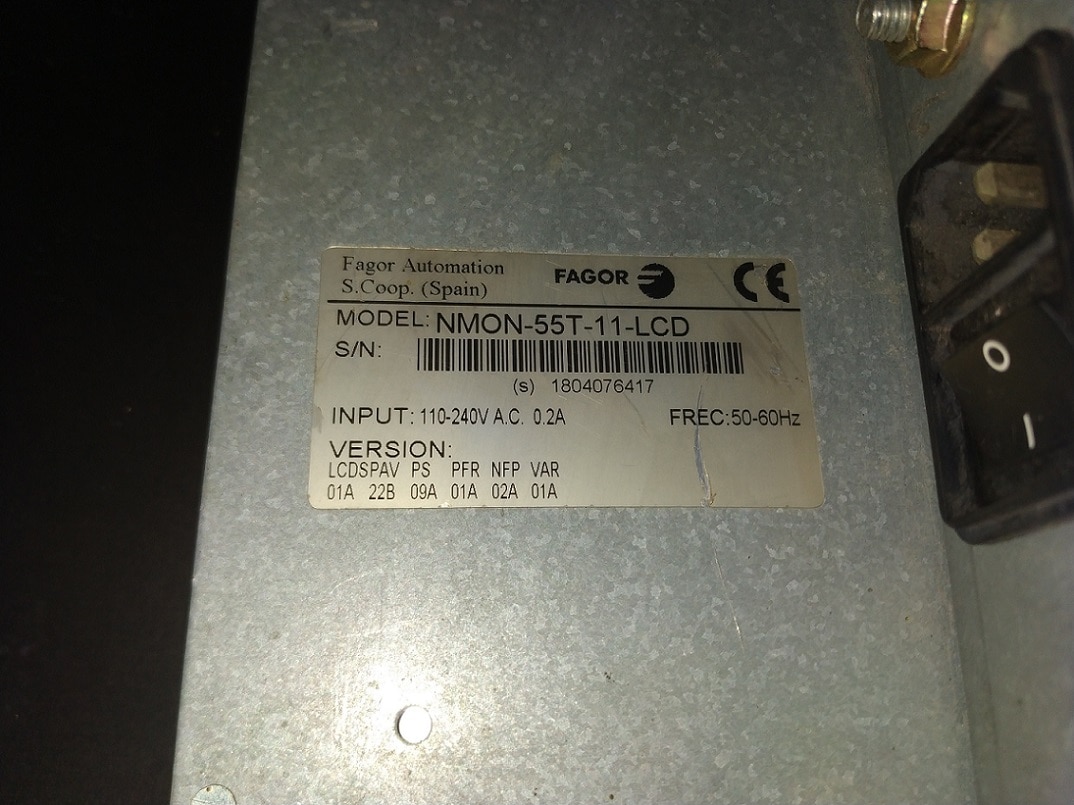 Fagor Automation
S.Coop. (Spain)
FAGOR
CE
MODEL: NMON-55T-11-LCD
S/N:
(s) 1804076417
INPUT: 110-240V A.C. 0.2A FREC:50-60Hz
VERSION:
LCDSPAV PS PFR NFP VAR
01A 22B 09A 01A 02A 01A
O
I